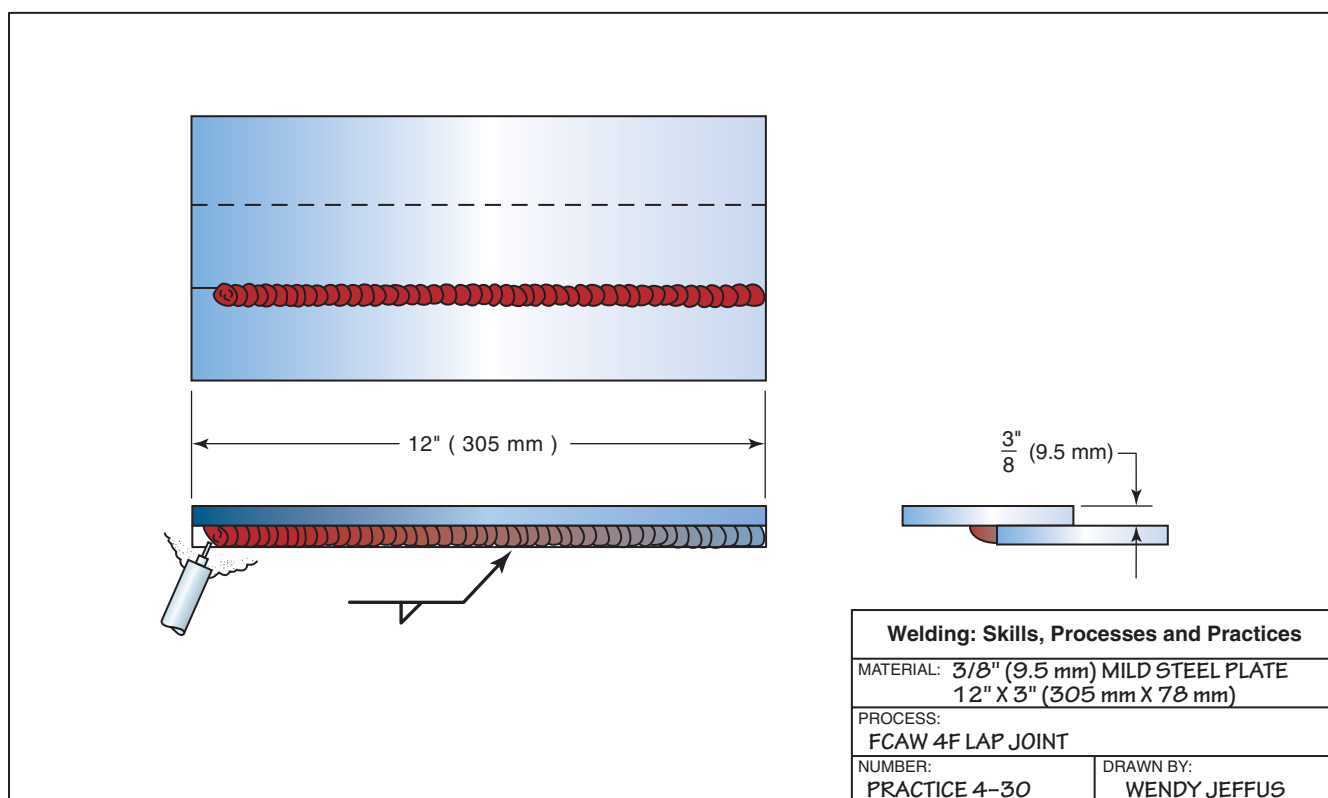 12" ( 305 mm )
3"
8 (9.5 mm)
Welding: Skills, Processes and Practices
MATERIAL: 3/8" (9.5 mm) MILD STEEL PLATE
12" X 3" (305 mm X 78 mm)
PROCESS:
FCAW 4F LAP JOINT
NUMBER:
PRACTICE 4-30
DRAWN BY:
WENDY JEFFUS